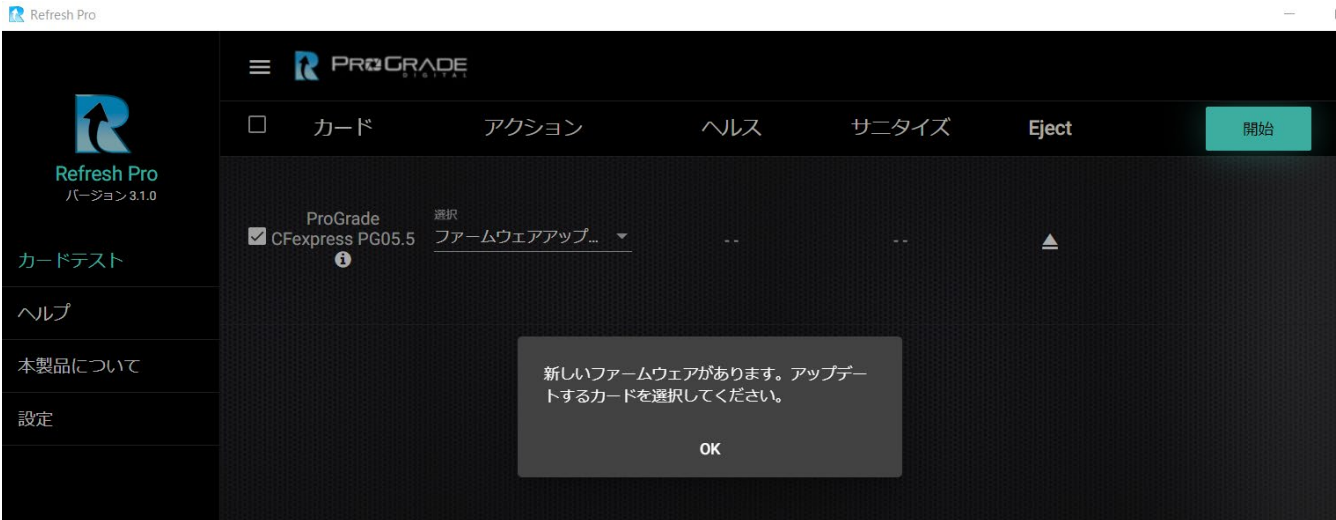 Refresh Pro
PROGRADE
DIGITAL
カード アクション ヘルス サニタイズ Eject 開始
Refresh Pro
バージョン 3.1.0
ProGrade
CFexpress PG05.5
選択
ファームウェアアップ...
--
--
カードテスト
ヘルプ
本製品について
設定
新しいファームウェアがあります。アップデー
トするカードを選択してください。
OK